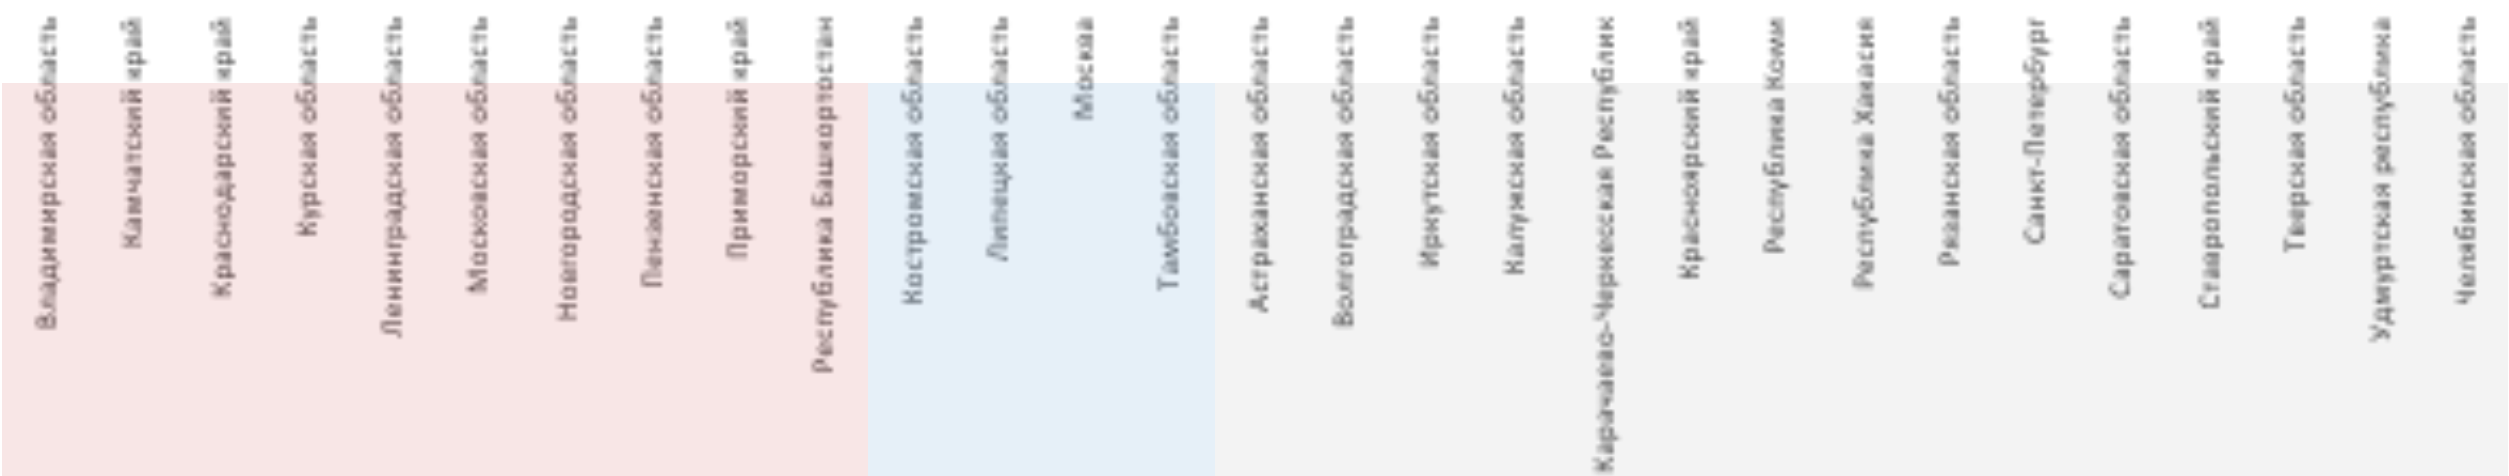 Владимирская область
Камчатский край
Краснодарский край
Курская область
Ленинградская область
Московская область
Новгородская область
Пензенская область
Приморский край
Республика Башкортостан
Костромская область
Липецкая область
Москва
Тамбовская область
Астраханская область
Волгоградская область
Иркутская область
Калужская область
Карачаево-Черкесская Республик
Красноярский край
Республика Коми
Республика Хакасия
Рязанская область
Санкт-Петербург
Саратовская область
Ставропольский край
Тверская область
Удмуртская республика
Челябинская область